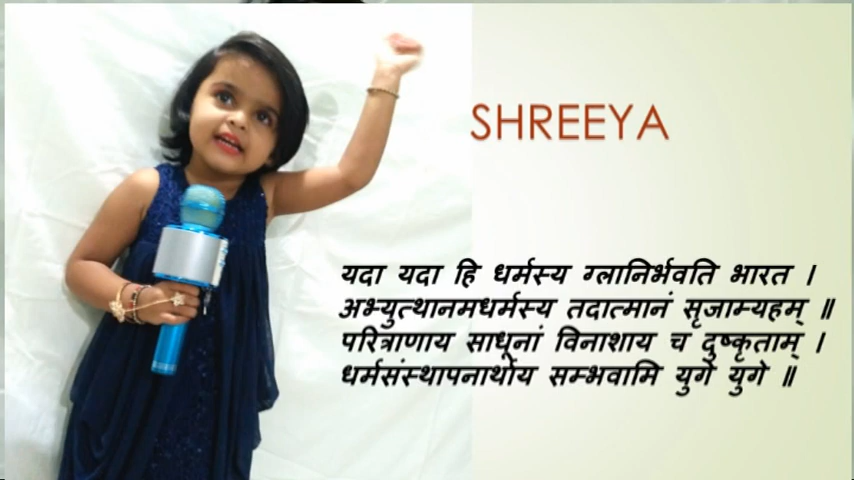 SHREEYA
यदा यदा हि धर्मस्य ग्लानिर्भवति भारत ।
अभ्युत्थानमधर्मस्य तदात्मानं सृजाम्यहम् ॥
परित्राणाय साधूनां विनाशाय च दुष्कृताम् ।
धर्मसंस्थापनार्थाय सम्भवामि युगे युगे ॥